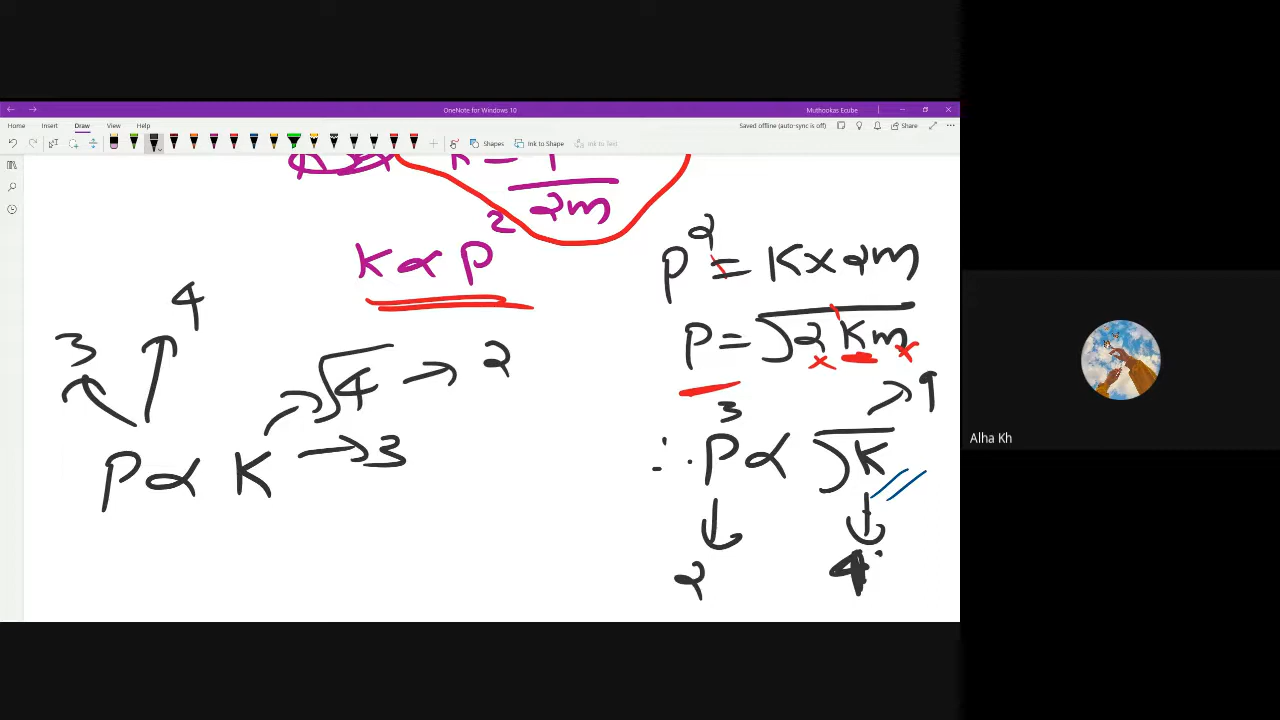 OneNote for Windows 10
Muthookas Ecube
Home Insert Draw View Help
Saved offline (auto-sync is off) Share
Shapes Ink to Shape Ink to Text
2m
K ∝ P²
P² = K × 2m
P = √2Km
3 4
√4 → 2
P ∝ K → 3
3
∴ P ∝ √K
2 4
Alha Kh